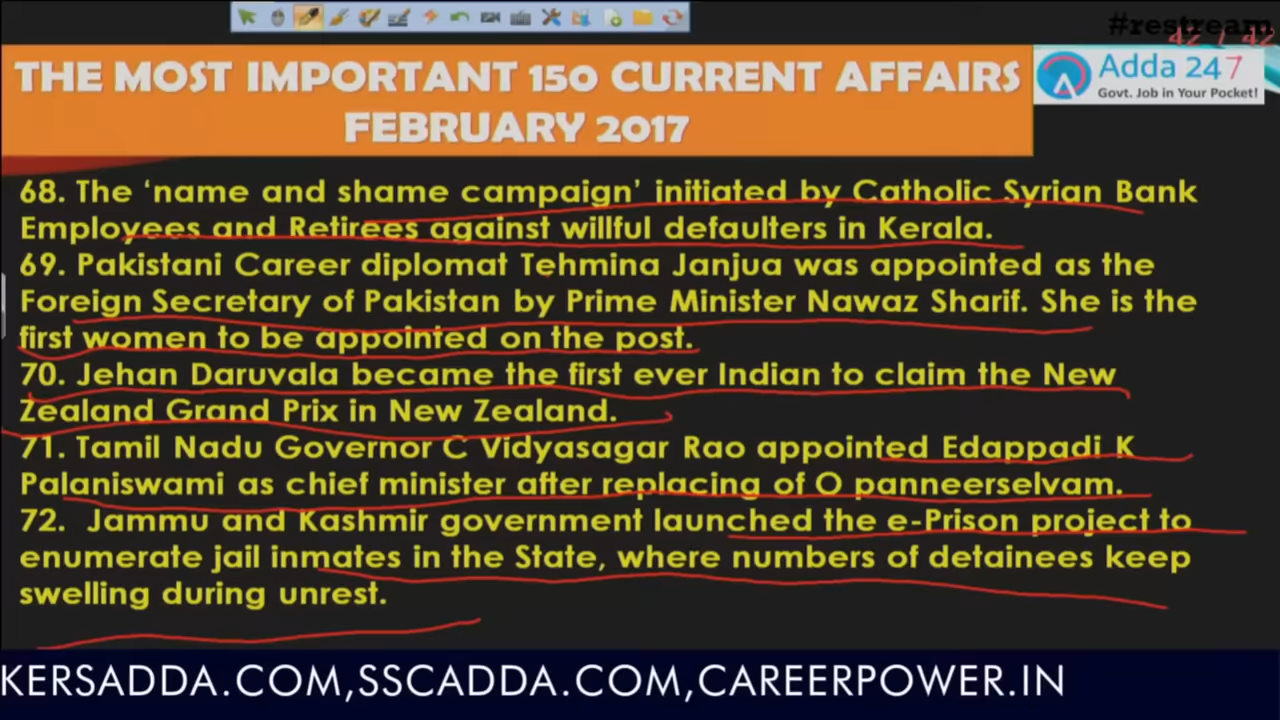 #restream
42 / 42
THE MOST IMPORTANT 150 CURRENT AFFAIRS
FEBRUARY 2017
Adda 247
Govt. Job in Your Pocket!
68. The ‘name and shame campaign’ initiated by Catholic Syrian Bank
Employees and Retirees against willful defaulters in Kerala.
69. Pakistani Career diplomat Tehmina Janjua was appointed as the
Foreign Secretary of Pakistan by Prime Minister Nawaz Sharif. She is the
first women to be appointed on the post.
70. Jehan Daruvala became the first ever Indian to claim the New
Zealand Grand Prix in New Zealand.
71. Tamil Nadu Governor C Vidyasagar Rao appointed Edappadi K
Palaniswami as chief minister after replacing of O panneerselvam.
72. Jammu and Kashmir government launched the e-Prison project to
enumerate jail inmates in the State, where numbers of detainees keep
swelling during unrest.
KERSADDA.COM,SSCADDA.COM,CAREERPOWER.IN